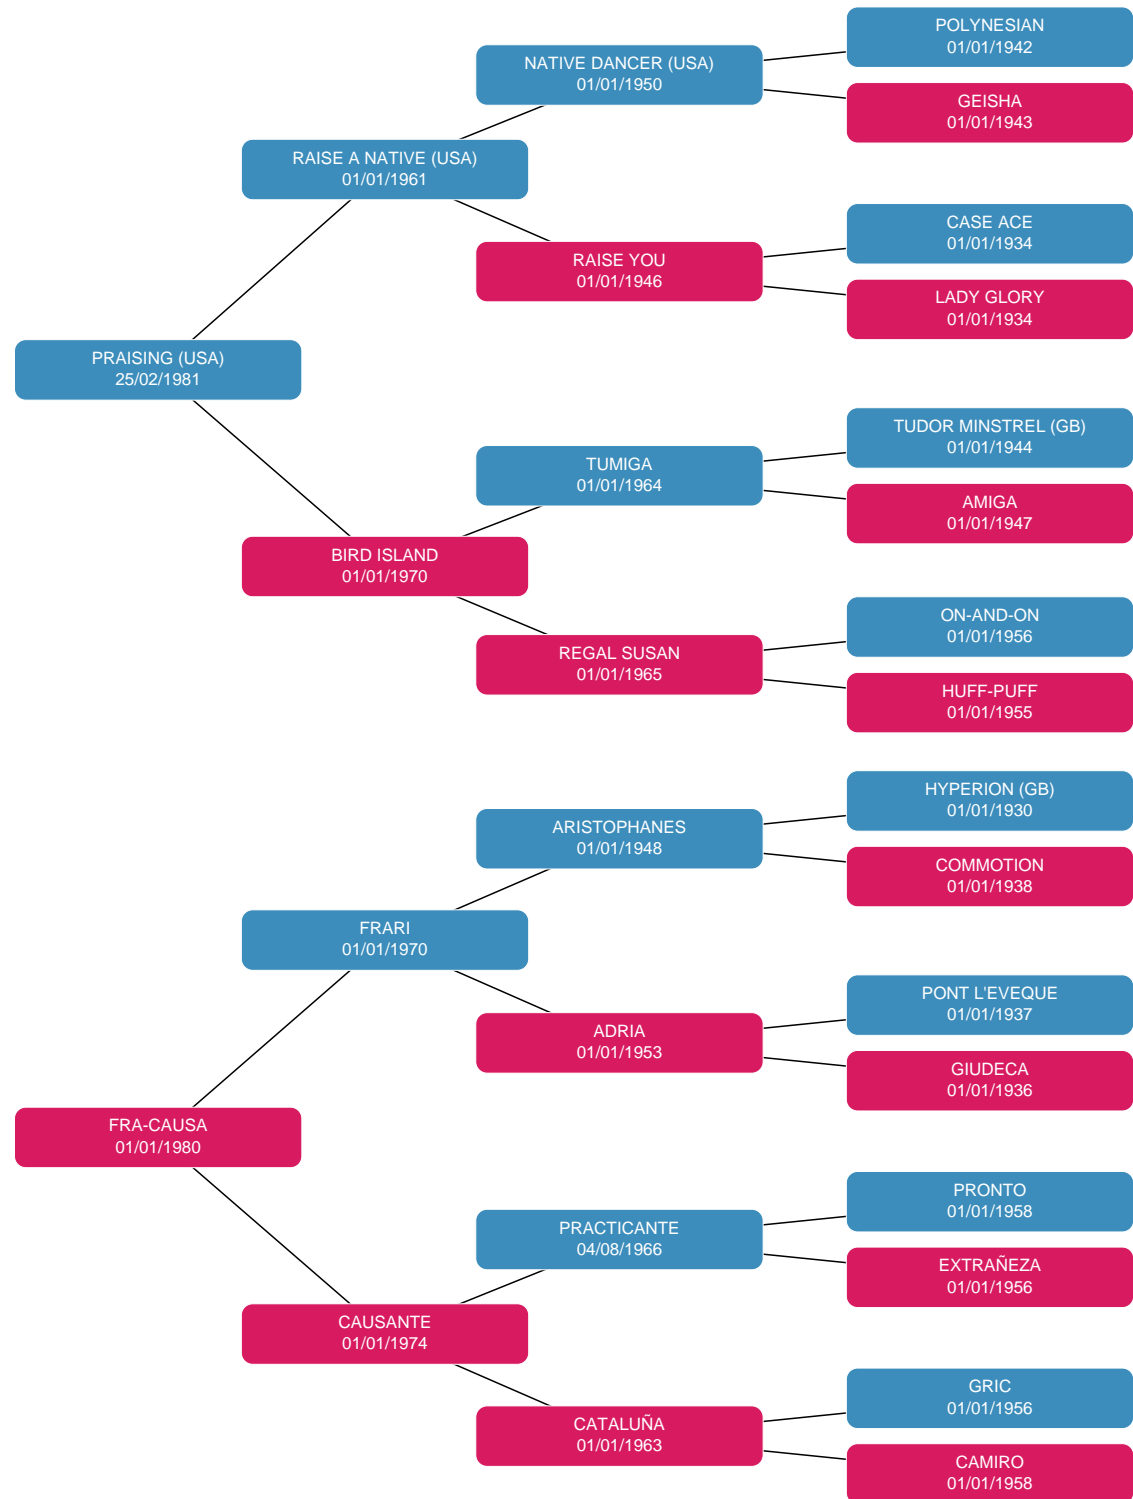 POLYNESIAN
01/01/1942
NATIVE DANCER (USA)
01/01/1950
GEISHA
01/01/1943
RAISE A NATIVE (USA)
01/01/1961
CASE ACE
01/01/1934
RAISE YOU
01/01/1946
LADY GLORY
01/01/1934
PRAISING (USA)
25/02/1981
TUDOR MINSTREL (GB)
01/01/1944
TUMIGA
01/01/1964
AMIGA
01/01/1947
BIRD ISLAND
01/01/1970
ON-AND-ON
01/01/1956
REGAL SUSAN
01/01/1965
HUFF-PUFF
01/01/1955
HYPERION (GB)
01/01/1930
ARISTOPHANES
01/01/1948
COMMOTION
01/01/1938
FRARI
01/01/1970
PONT L'EVEQUE
01/01/1937
ADRIA
01/01/1953
GIUDECA
01/01/1936
FRA-CAUSA
01/01/1980
PRONTO
01/01/1958
PRACTICANTE
04/08/1966
EXTRAÑEZA
01/01/1956
CAUSANTE
01/01/1974
GRIC
01/01/1956
CATALUÑA
01/01/1963
CAMIRO
01/01/1958